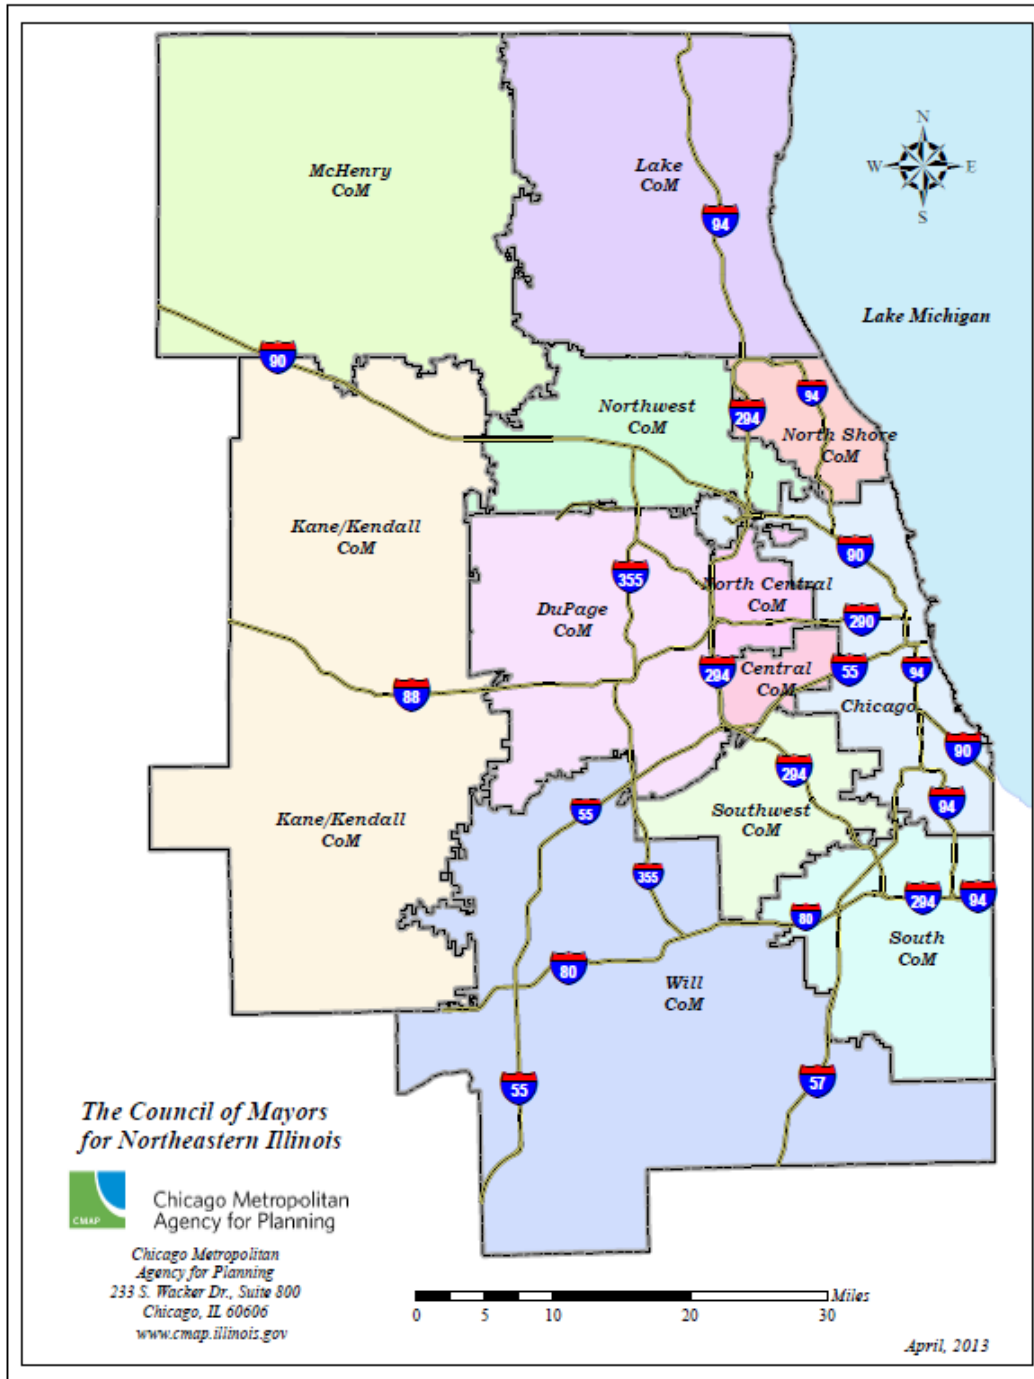 N
W
E
S
McHenry
CoM
Lake
CoM
94
Lake Michigan
90
94
294
Northwest
CoM
North Shore
CoM
Kane/Kendall
CoM
90
355
North Central
CoM
DuPage
CoM
290
294
Central
CoM
55
94
88
Chicago
90
294
94
55
Southwest
CoM
Kane/Kendall
CoM
355
294
94
80
South
CoM
80
Will
CoM
55
57
The Council of Mayors
for Northeastern Illinois
CMAP
Chicago Metropolitan
Agency for Planning
Chicago Metropolitan
Agency for Planning
233 S. Wacker Dr., Suite 800
Chicago, IL 60606
www.cmap.illinois.gov
Miles
0 5 10 20 30
April, 2013